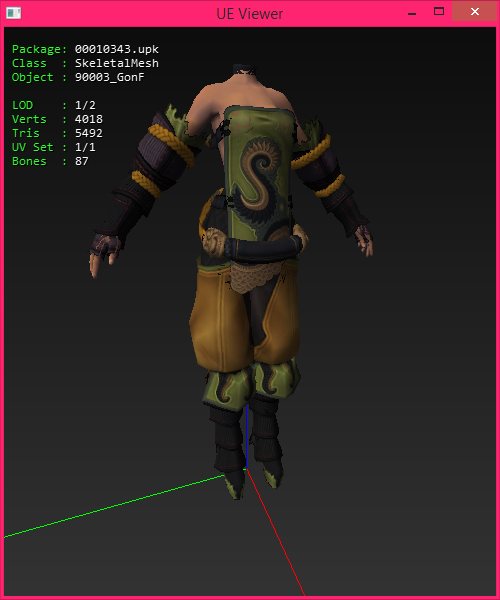 UE Viewer
Package: 00010343.upk
Class  : SkeletalMesh
Object : 90003_GonF
LOD    : 1/2
Verts  : 4018
Tris   : 5492
UV Set : 1/1
Bones  : 87